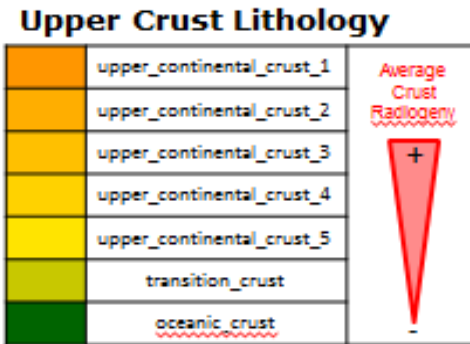 Upper Crust Lithology
upper_continental_crust_1
upper_continental_crust_2
upper_continental_crust_3
upper_continental_crust_4
upper_continental_crust_5
transition_crust
oceanic_crust
Average
Crust
Radiogeny
+
-